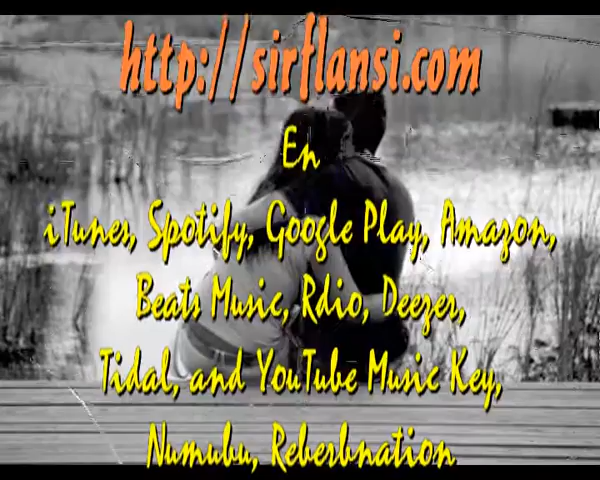 http://sirflansi.com
En
iTunes, Spotify, Google Play, Amazon,
Beats Music, Rdio, Deezer,
Tidal, and YouTube Music Key,
Numubu, Reberbnation